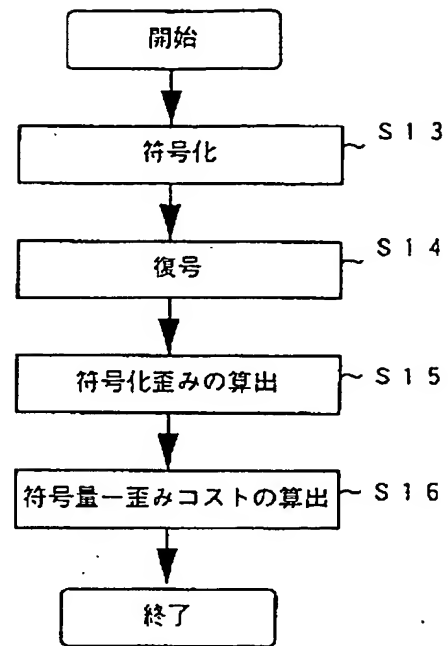 開始
符号化
S13
復号
S14
符号化歪みの算出
S15
符号量ー歪みコストの算出
S16
終了